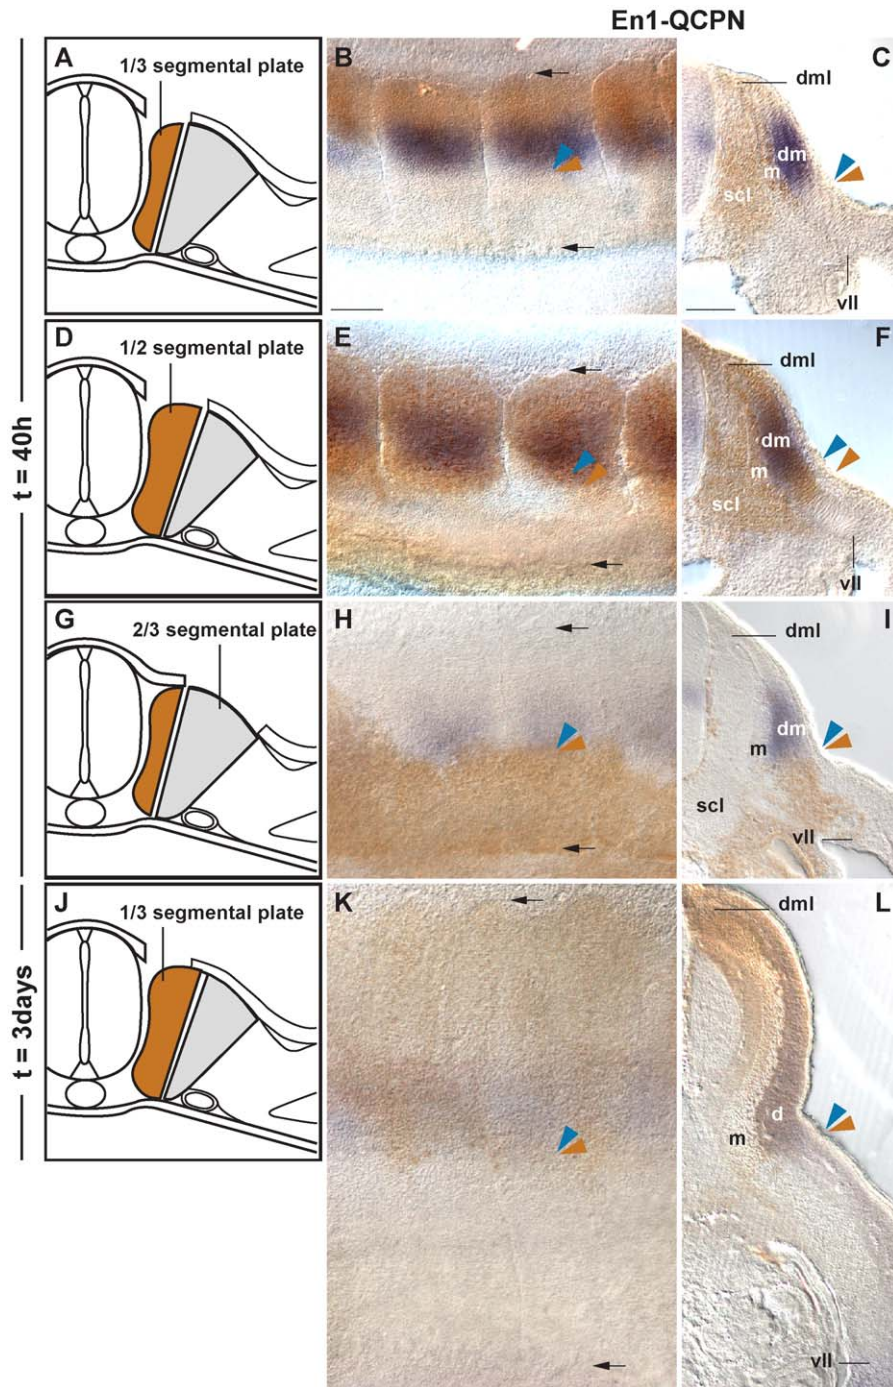 En1-QCPN
A
1/3 segmental plate
B
C
dml
dm
m
scl
vll
t = 40h
D
1/2 segmental plate
E
F
dml
dm
m
scl
vll
G
2/3 segmental plate
H
I
dml
dm
m
scl
vll
t = 3days
J
1/3 segmental plate
K
L
dml
d
m
vll